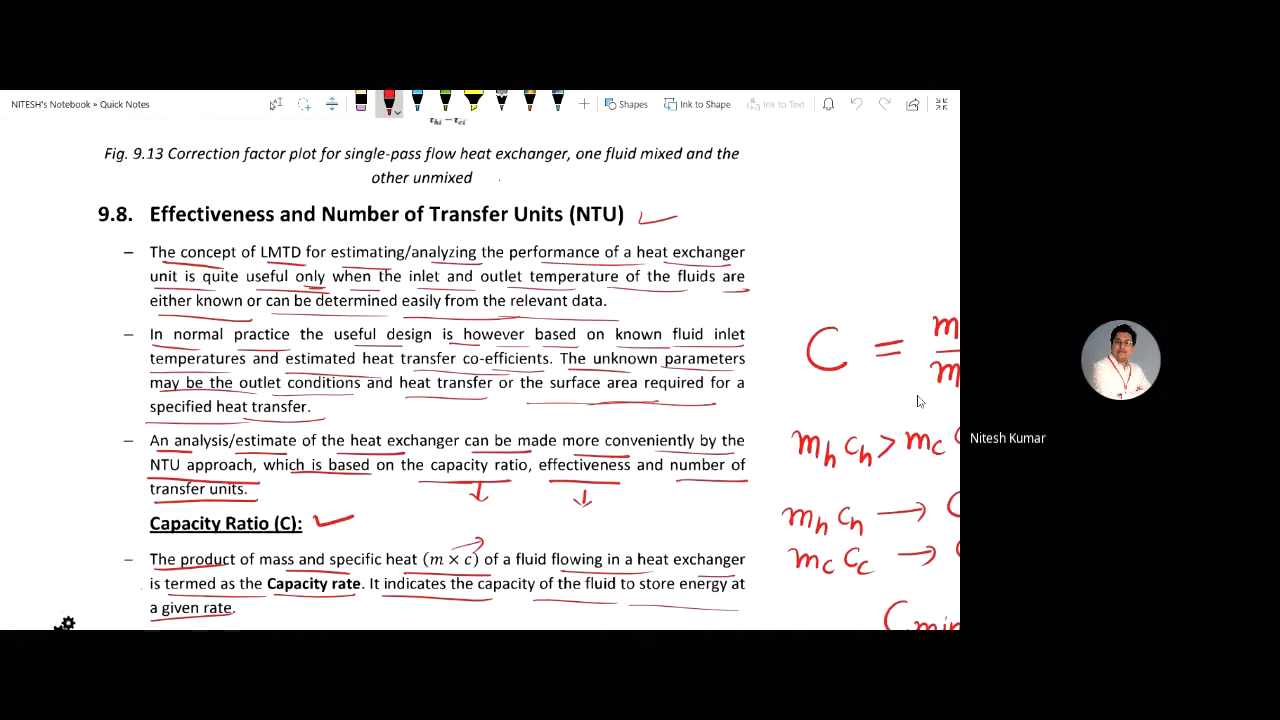 NITESH's Notebook » Quick Notes
Shapes
Ink to Shape
Ink to Text
Fig. 9.13 Correction factor plot for single-pass flow heat exchanger, one fluid mixed and the
other unmixed
9.8. Effectiveness and Number of Transfer Units (NTU)
– The concept of LMTD for estimating/analyzing the performance of a heat exchanger
unit is quite useful only when the inlet and outlet temperature of the fluids are
either known or can be determined easily from the relevant data.
– In normal practice the useful design is however based on known fluid inlet
temperatures and estimated heat transfer co-efficients. The unknown parameters
may be the outlet conditions and heat transfer or the surface area required for a
specified heat transfer.
– An analysis/estimate of the heat exchanger can be made more conveniently by the
NTU approach, which is based on the capacity ratio, effectiveness and number of
transfer units.
Capacity Ratio (C):
– The product of mass and specific heat (m × c) of a fluid flowing in a heat exchanger
is termed as the Capacity rate. It indicates the capacity of the fluid to store energy at
a given rate.
C = m
m
mh ch > mc
mh ch →
mc Cc →
Cmin
Nitesh Kumar